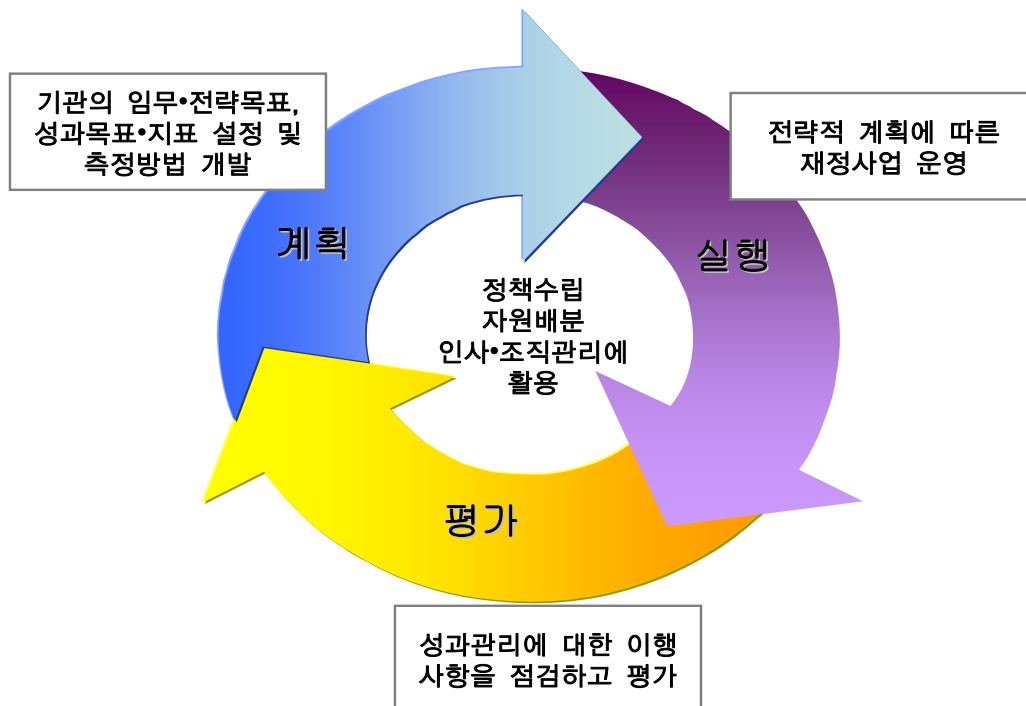 기관의 임무•전략목표,
성과목표•지표 설정 및
측정방법 개발
전략적 계획에 따른
재정사업 운영
계획
실행
정책수립
자원배분
인사•조직관리에
활용
평가
성과관리에 대한 이행
사항을 점검하고 평가